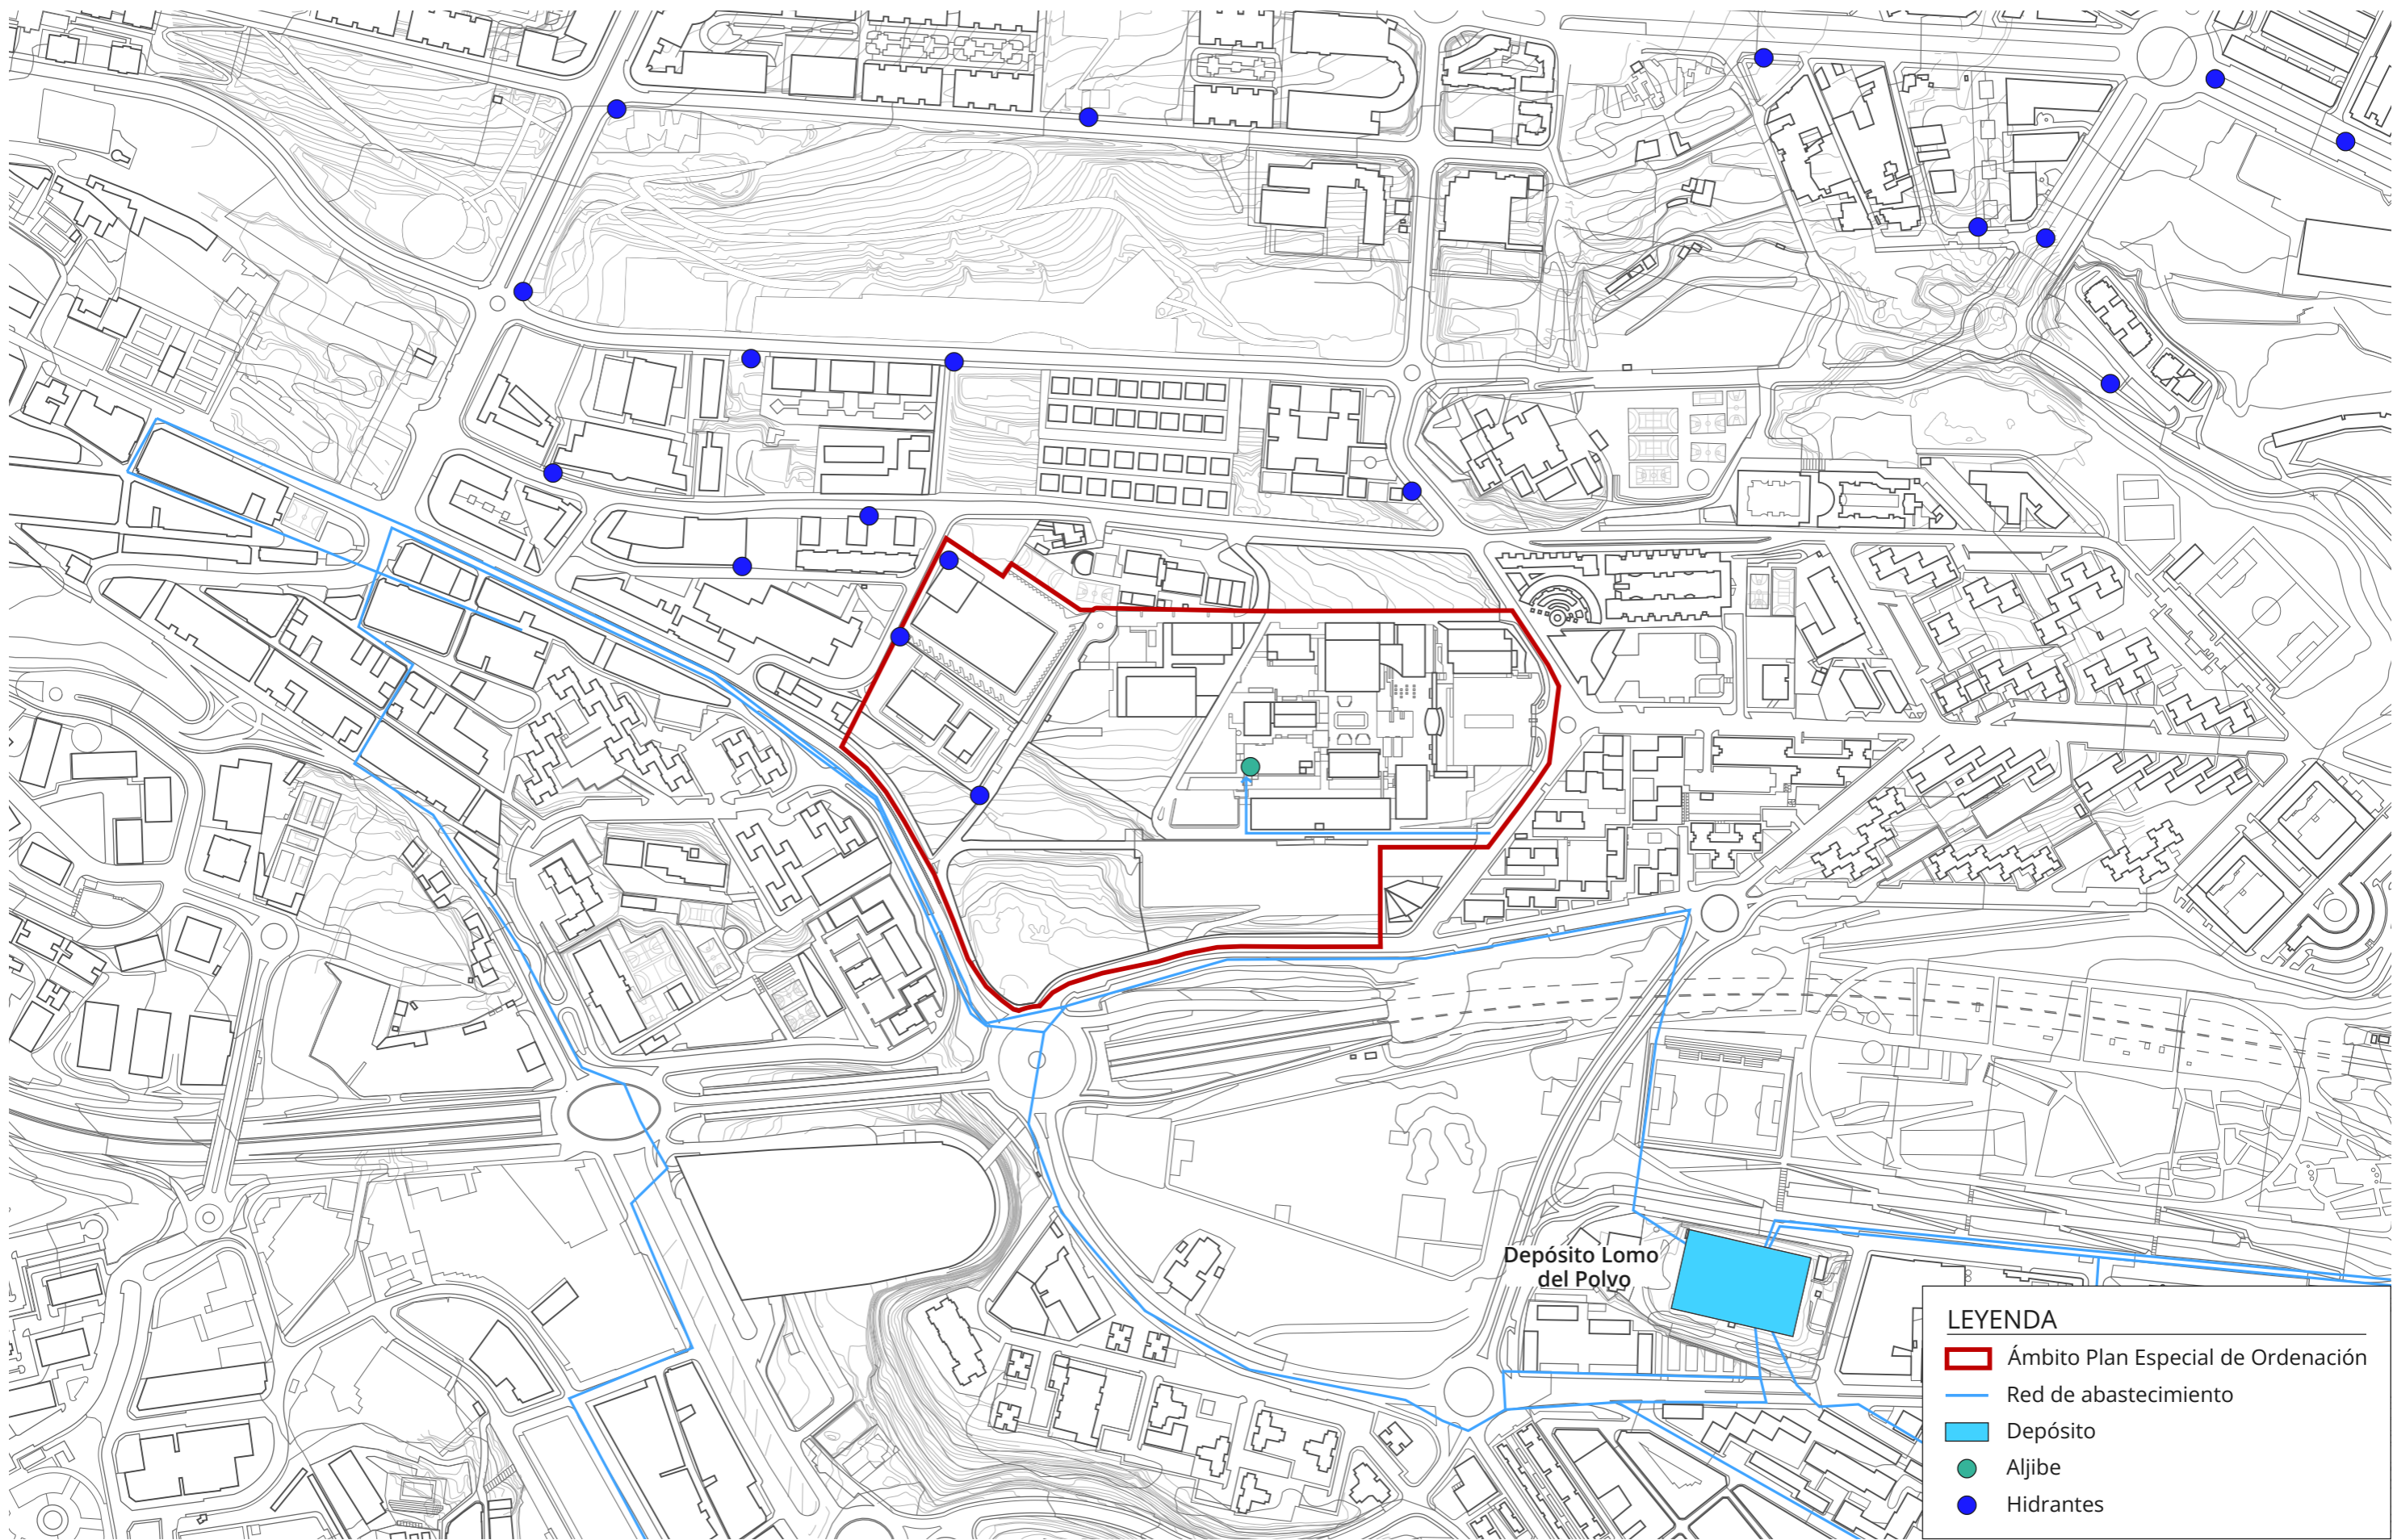 Depósito Lomo
del Polvo
LEYENDA
Ámbito Plan Especial de Ordenación
Red de abastecimiento
Depósito
Aljibe
Hidrantes